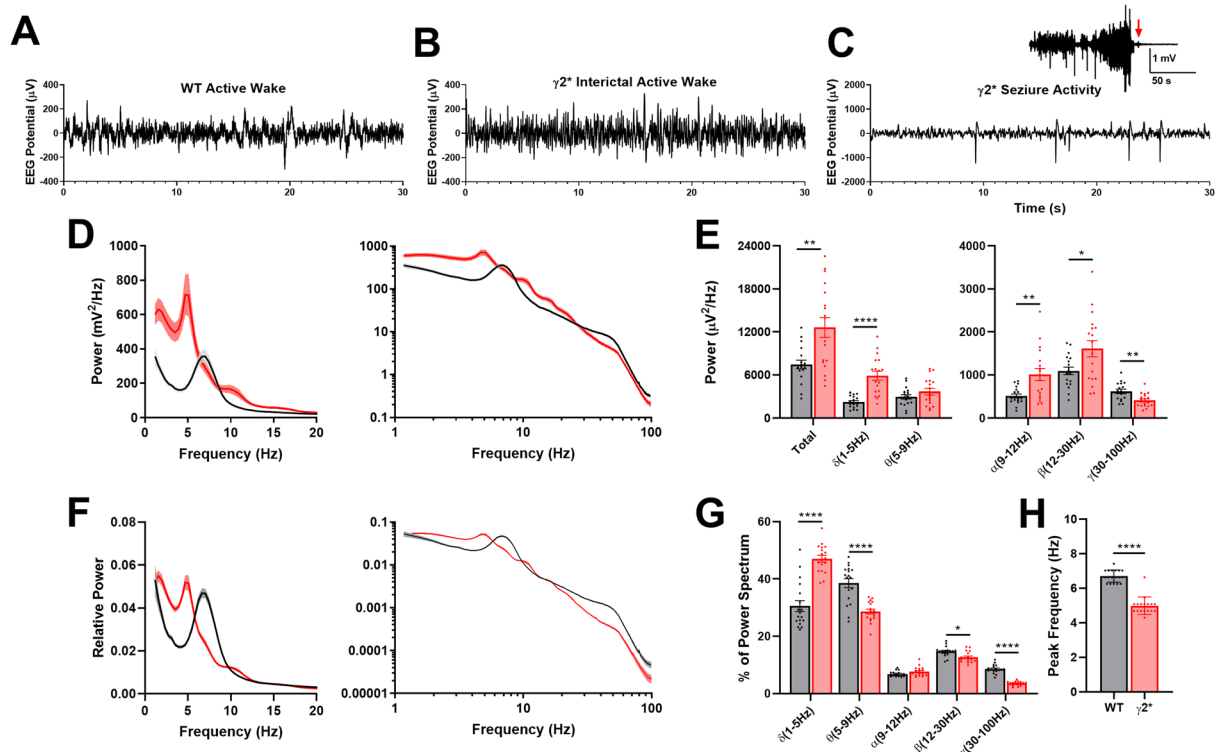 A
WT Active Wake
EEG Potential (µV)
400
200
0
-200
-400
0
10
20
30
B
γ2* Interictal Active Wake
EEG Potential (µV)
400
200
0
-200
-400
0
10
20
30
C
1 mV
50 s
γ2* Seziure Activity
EEG Potential (µV)
2000
1000
0
-1000
-2000
0
10
20
30
Time (s)
D
Power (mV²/Hz)
1000
800
600
400
200
0
0
5
10
15
20
Frequency (Hz)
1000
100
10
1
0.1
1
10
100
Frequency (Hz)
E
Power (µV²/Hz)
24000
18000
12000
6000
0
**
****
Total
δ(1-5Hz)
θ(5-9Hz)
4000
3000
2000
1000
0
**
*
**
α(9-12Hz)
β(12-30Hz)
γ(30-100Hz)
F
Relative Power
0.08
0.06
0.04
0.02
0.00
0
5
10
15
20
Frequency (Hz)
0.1
0.01
0.001
0.0001
0.00001
1
10
100
Frequency (Hz)
G
% of Power Spectrum
60
40
20
0
****
****
*
****
δ(1-5Hz)
θ(5-9Hz)
α(9-12Hz)
β(12-30Hz)
γ(30-100Hz)
H
Peak Frequency (Hz)
8
6
4
2
0
****
WT
γ2*